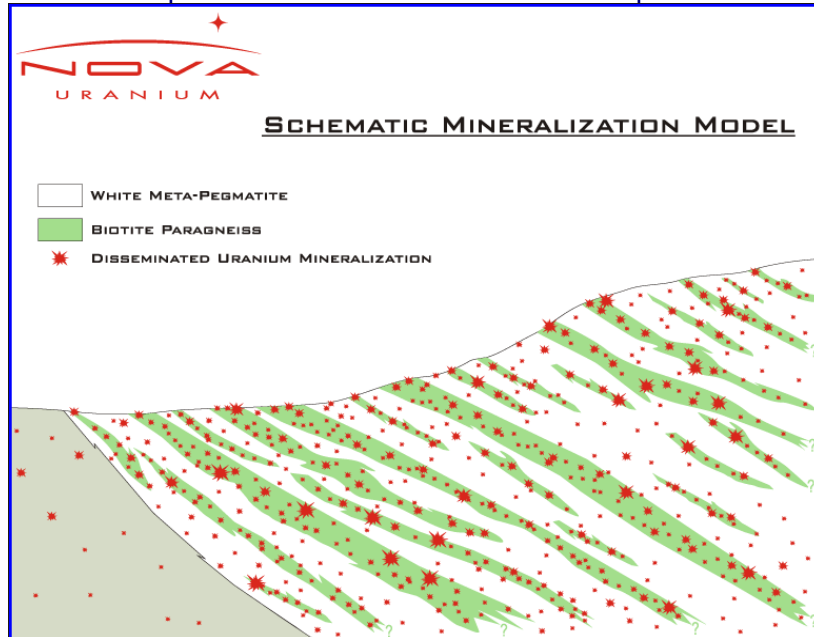 NOVA
URANIUM
SCHEMATIC MINERALIZATION MODEL
WHITE META-PEGMATITE
BIOTITE PARAGNEISS
DISSEMINATED URANIUM MINERALIZATION
?
?
?
?
?
?